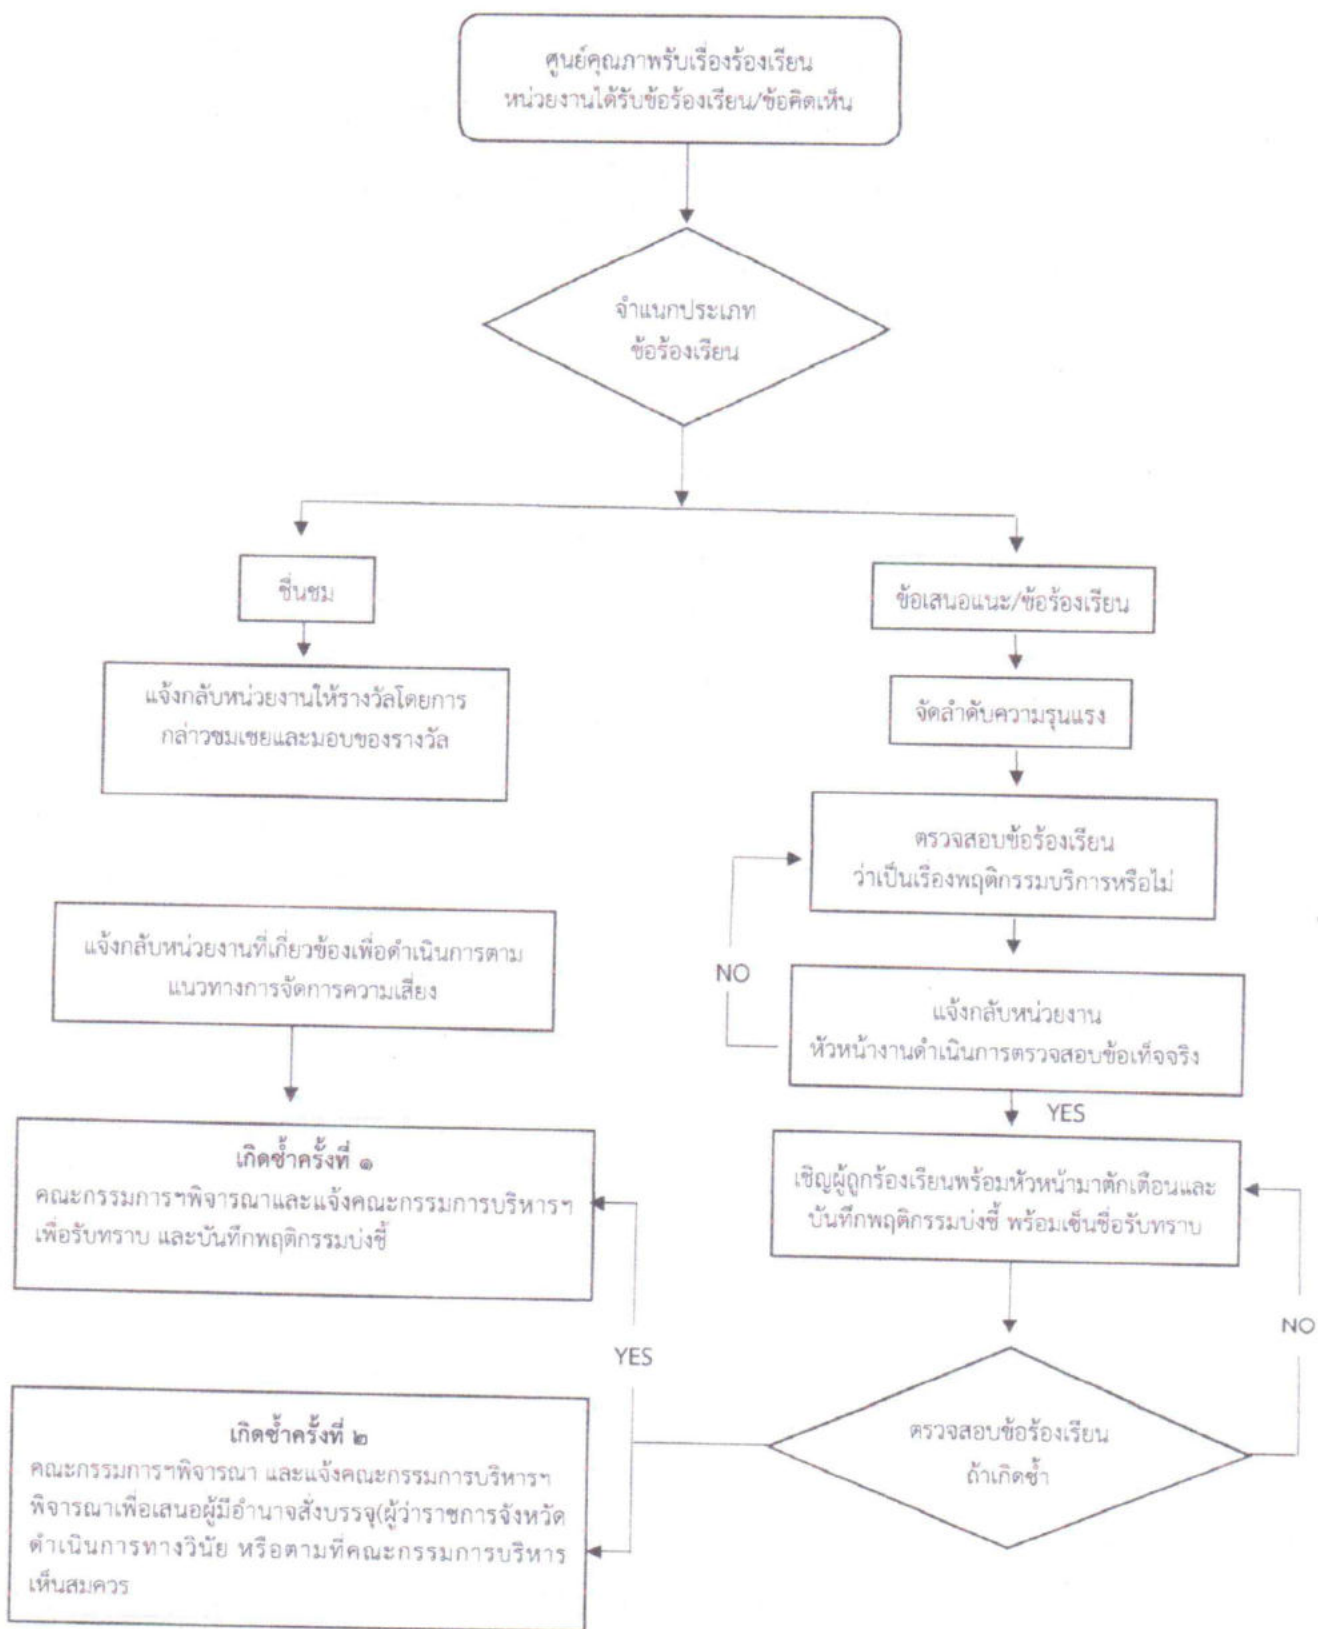 ศูนย์คุณภาพรับเรื่องร้องเรียน
หน่วยงานได้รับข้อร้องเรียน/ข้อคิดเห็น
จำแนกประเภท
ข้อร้องเรียน
ชื่นชม
แจ้งกลับหน่วยงานให้รางวัลโดยการ
กล่าวชมเชยและมอบของรางวัล
ข้อเสนอแนะ/ข้อร้องเรียน
จัดลำดับความรุนแรง
ตรวจสอบข้อร้องเรียน
ว่าเป็นเรื่องพฤติกรรมบริการหรือไม่
NO
แจ้งกลับหน่วยงาน
หัวหน้างานดำเนินการตรวจสอบข้อเท็จจริง
YES
เชิญผู้ถูกร้องเรียนพร้อมหัวหน้ามาตักเตือนและ
บันทึกพฤติกรรมบ่งชี้ พร้อมเซ็นชื่อรับทราบ
NO
ตรวจสอบข้อร้องเรียน
ถ้าเกิดซ้ำ
YES
แจ้งกลับหน่วยงานที่เกี่ยวข้องเพื่อดำเนินการตาม
แนวทางการจัดการความเสี่ยง
เกิดซ้ำครั้งที่ ๑
คณะกรรมการฯพิจารณาและแจ้งคณะกรรมการบริหารฯ
เพื่อรับทราบ และบันทึกพฤติกรรมบ่งชี้
เกิดซ้ำครั้งที่ ๒
คณะกรรมการฯพิจารณา และแจ้งคณะกรรมการบริหารฯ
พิจารณาเพื่อเสนอผู้มีอำนาจสั่งบรรจุ(ผู้ว่าราชการจังหวัด
ดำเนินการทางวินัย หรือตามที่คณะกรรมการบริหาร
เห็นสมควร